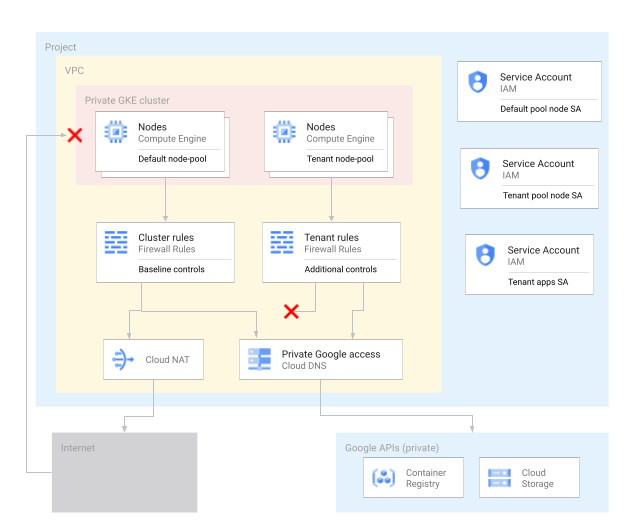 Project
VPC
Private GKE cluster
Nodes
Compute Engine
Default node-pool
Nodes
Compute Engine
Tenant node-pool
Service Account
IAM
Default pool node SA
Service Account
IAM
Tenant pool node SA
Cluster rules
Firewall Rules
Baseline controls
Tenant rules
Firewall Rules
Additional controls
Service Account
IAM
Tenant apps SA
Cloud NAT
Private Google access
Cloud DNS
Internet
Google APIs (private)
Container
Registry
Cloud
Storage